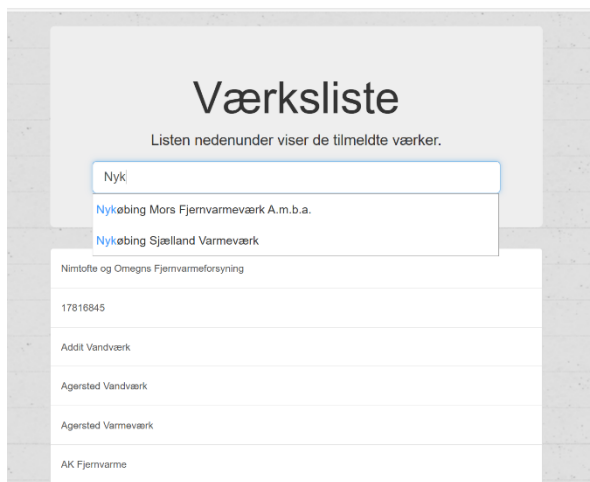 Værksliste
Listen nedenunder viser de tilmeldte værker.
Nyk
Nykøbing Mors Fjernvarmeværk A.m.b.a.
Nykøbing Sjælland Varmeværk
Nimtofte og Omegns Fjernvarmeforsyning
17816845
Addit Vandværk
Agersted Vandværk
Agersted Varmeværk
AK Fjernvarme